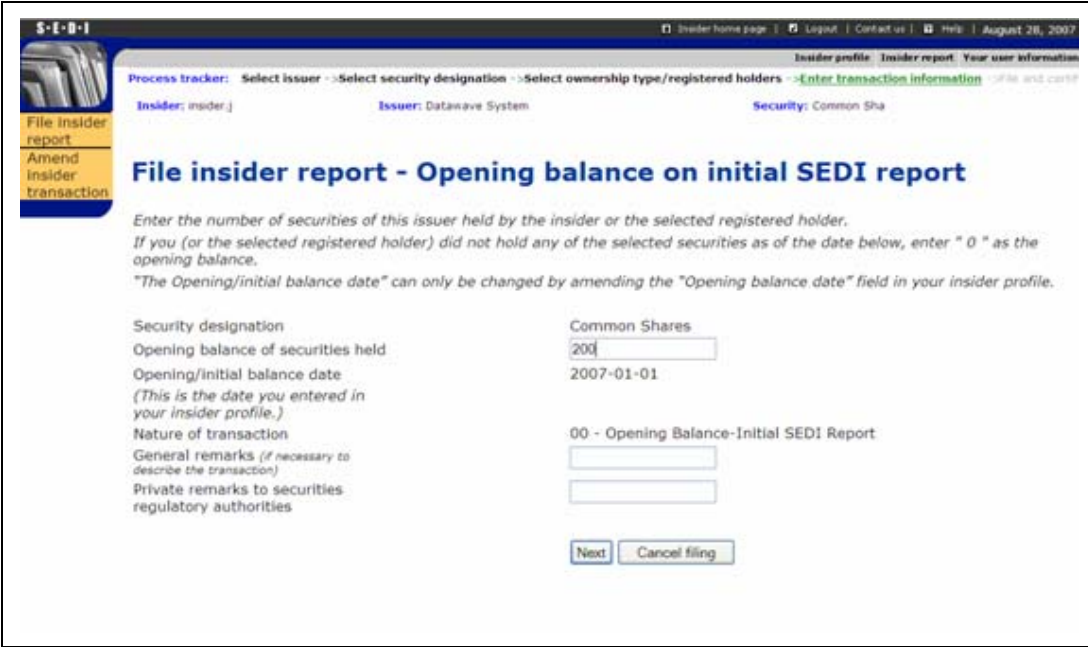 S·E·D·I
Insider home page | Logout | Contact us | Help | August 28, 2007
Insider profile Insider report Your user information
Process tracker: Select issuer ->Select security designation ->Select ownership type/registered holders ->Enter transaction information ->File and certif
Insider: insider.j Issuer: Datawave System Security: Common Sha
File insider
report
Amend
insider
transaction
File insider report - Opening balance on initial SEDI report
Enter the number of securities of this issuer held by the insider or the selected registered holder.
If you (or the selected registered holder) did not hold any of the selected securities as of the date below, enter " 0 " as the
opening balance.
"The Opening/initial balance date" can only be changed by amending the "Opening balance date" field in your insider profile.
Security designation Common Shares
Opening balance of securities held 200
Opening/initial balance date 2007-01-01
(This is the date you entered in
your insider profile.)
Nature of transaction 00 - Opening Balance-Initial SEDI Report
General remarks (if necessary to
describe the transaction)
Private remarks to securities
regulatory authorities
Next Cancel filing